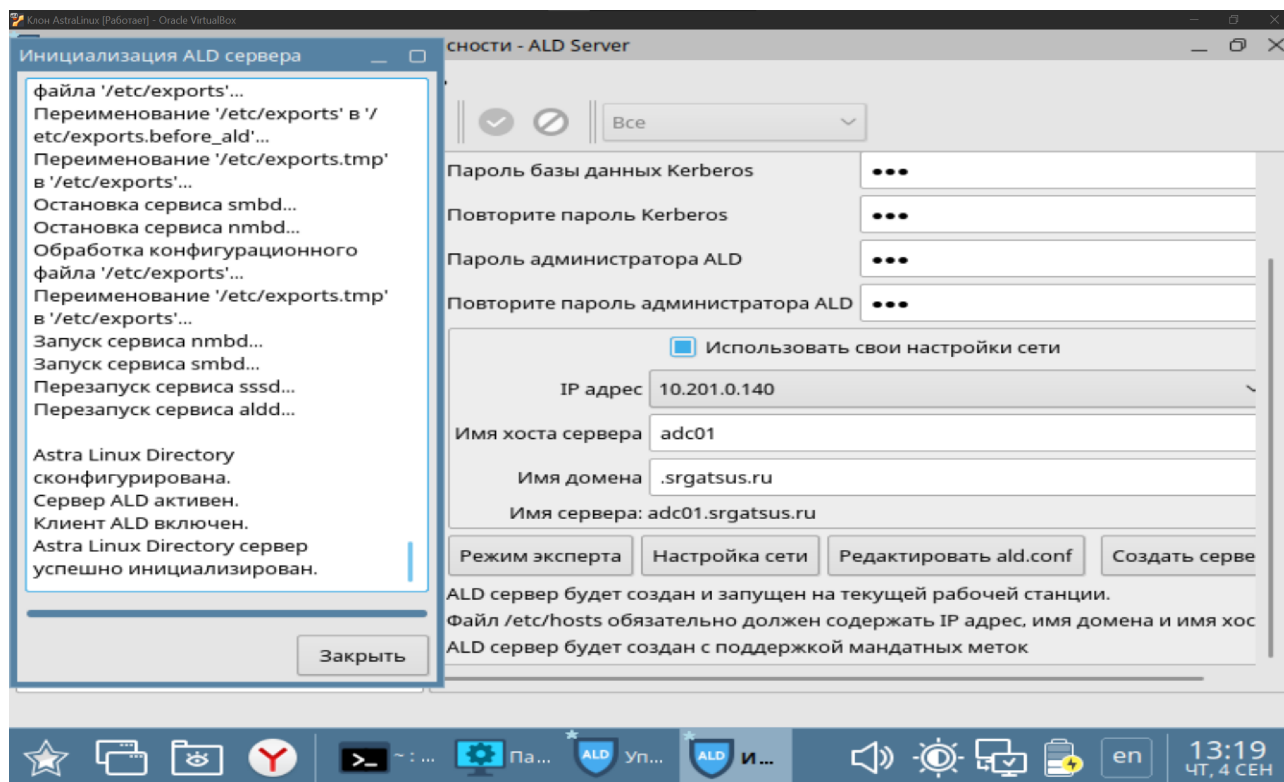 Клон AstraLinux [Работает] - Oracle VirtualBox
Инициализация ALD сервера
сности - ALD Server
файла '/etc/exports'...
Переименование '/etc/exports' в '/
etc/exports.before_ald'...
Переименование '/etc/exports.tmp'
в '/etc/exports'...
Остановка сервиса smbd...
Остановка сервиса nmbd...
Обработка конфигурационного
файла '/etc/exports'...
Переименование '/etc/exports.tmp'
в '/etc/exports'...
Запуск сервиса nmbd...
Запуск сервиса smbd...
Перезапуск сервиса sssd...
Перезапуск сервиса aldd...
Astra Linux Directory
сконфигурирована.
Сервер ALD активен.
Клиент ALD включен.
Astra Linux Directory сервер
успешно инициализирован.
Закрыть
Все
Пароль базы данных Kerberos •••
Повторите пароль Kerberos •••
Пароль администратора ALD •••
Повторите пароль администратора ALD •••
Использовать свои настройки сети
IP адрес 10.201.0.140
Имя хоста сервера adc01
Имя домена .srgatsus.ru
Имя сервера: adc01.srgatsus.ru
Режим эксперта Настройка сети Редактировать ald.conf Создать серве
ALD сервер будет создан и запущен на текущей рабочей станции.
Файл /etc/hosts обязательно должен содержать IP адрес, имя домена и имя хос
ALD сервер будет создан с поддержкой мандатных меток
~ : ... Па... ALD Уп... ALD И... en 13:19
ЧТ, 4 СЕН